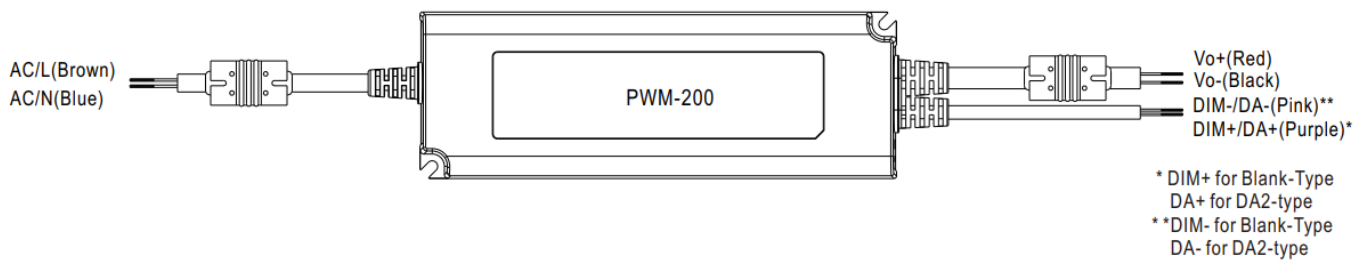 AC/L(Brown)
AC/N(Blue)
PWM-200
Vo+(Red)
Vo-(Black)
DIM-/DA-(Pink)**
DIM+/DA+(Purple)*
* DIM+ for Blank-Type
DA+ for DA2-type
* *DIM- for Blank-Type
DA- for DA2-type